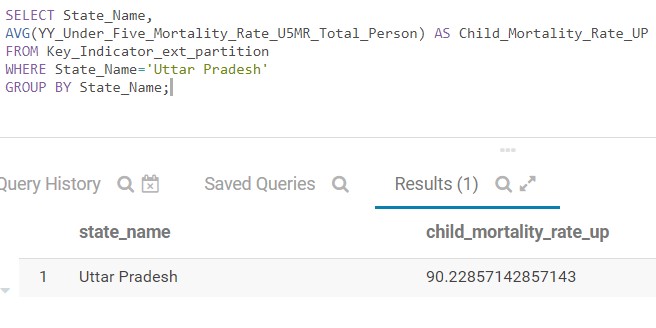 SELECT State_Name,
AVG(YY_Under_Five_Mortality_Rate_U5MR_Total_Person) AS Child_Mortality_Rate_UP
FROM Key_Indicator_ext_partition
WHERE State_Name='Uttar Pradesh'
GROUP BY State_Name;
Query History Saved Queries Results (1)
state_name child_mortality_rate_up
1 Uttar Pradesh 90.22857142857143